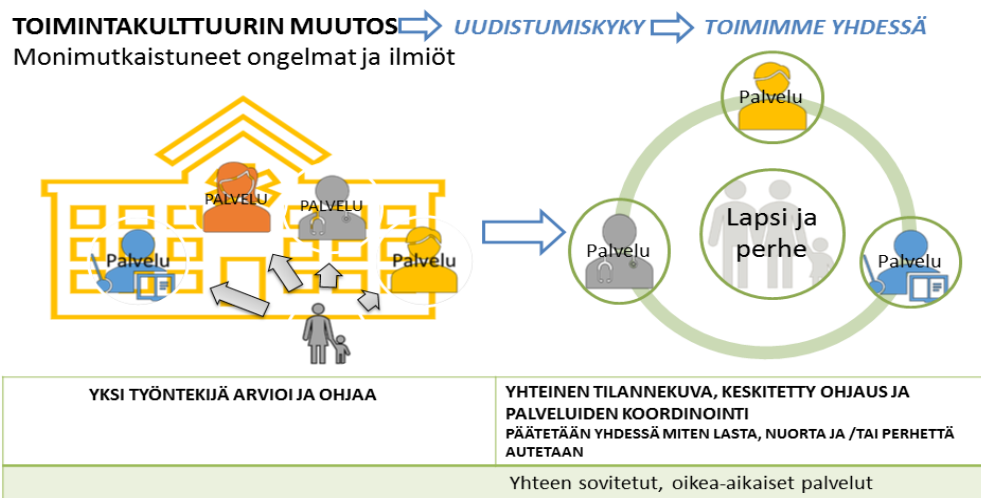 TOIMINTAKULTTUURIN MUUTOS UUDISTUMISKYKY TOIMIMME YHDESSÄ
Monimutkaistuneet ongelmat ja ilmiöt
PALVELU
PALVELU
Palvelu
Palvelu
Palvelu
Lapsi ja
perhe
Palvelu
Palvelu
YKSI TYÖNTEKIJÄ ARVIOI JA OHJAA
YHTEINEN TILANNEKUVA, KESKITETTY OHJAUS JA
PALVELUIDEN KOORDINOINTI
PÄÄTETÄÄN YHDESSÄ MITEN LASTA, NUORTA JA /TAI PERHETTÄ
AUTETAAN
Yhteen sovitetut, oikea-aikaiset palvelut